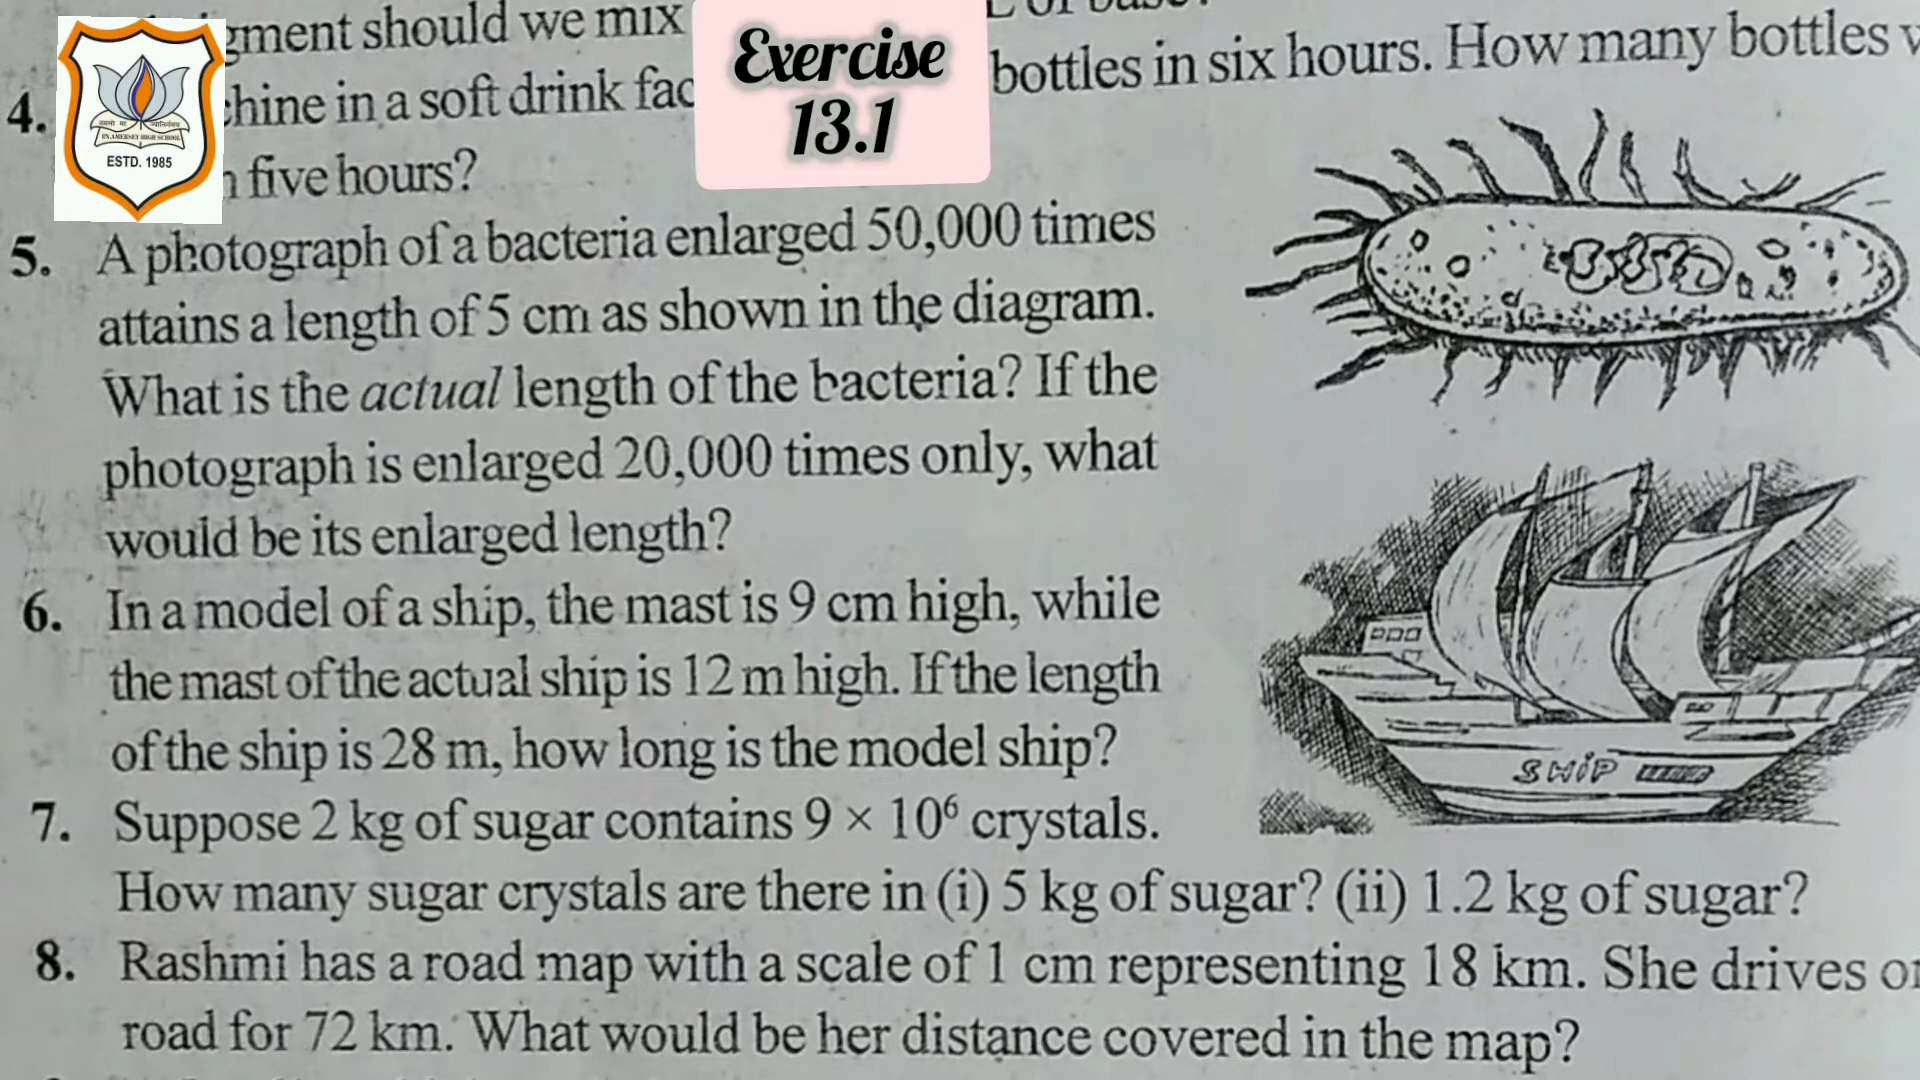 gment should we mix
Exercise
13.1
4. chine in a soft drink fac bottles in six hours. How many bottles
n five hours?
ESTD. 1985
5. A photograph of a bacteria enlarged 50,000 times
attains a length of 5 cm as shown in the diagram.
What is the actual length of the bacteria? If the
photograph is enlarged 20,000 times only, what
would be its enlarged length?
6. In a model of a ship, the mast is 9 cm high, while
the mast of the actual ship is 12 m high. If the length
of the ship is 28 m, how long is the model ship?
SHIP
7. Suppose 2 kg of sugar contains 9 × 10⁶ crystals.
How many sugar crystals are there in (i) 5 kg of sugar? (ii) 1.2 kg of sugar?
8. Rashmi has a road map with a scale of 1 cm representing 18 km. She drives
road for 72 km. What would be her distance covered in the map?